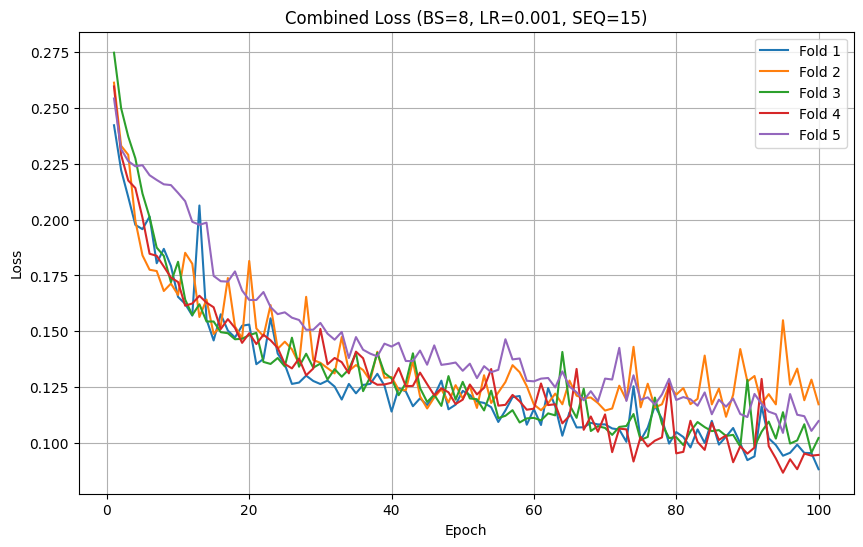 Combined Loss (BS=8, LR=0.001, SEQ=15)
Loss
0.275
0.250
0.225
0.200
0.175
0.150
0.125
0.100
Fold 1
Fold 2
Fold 3
Fold 4
Fold 5
0
20
40
60
80
100
Epoch